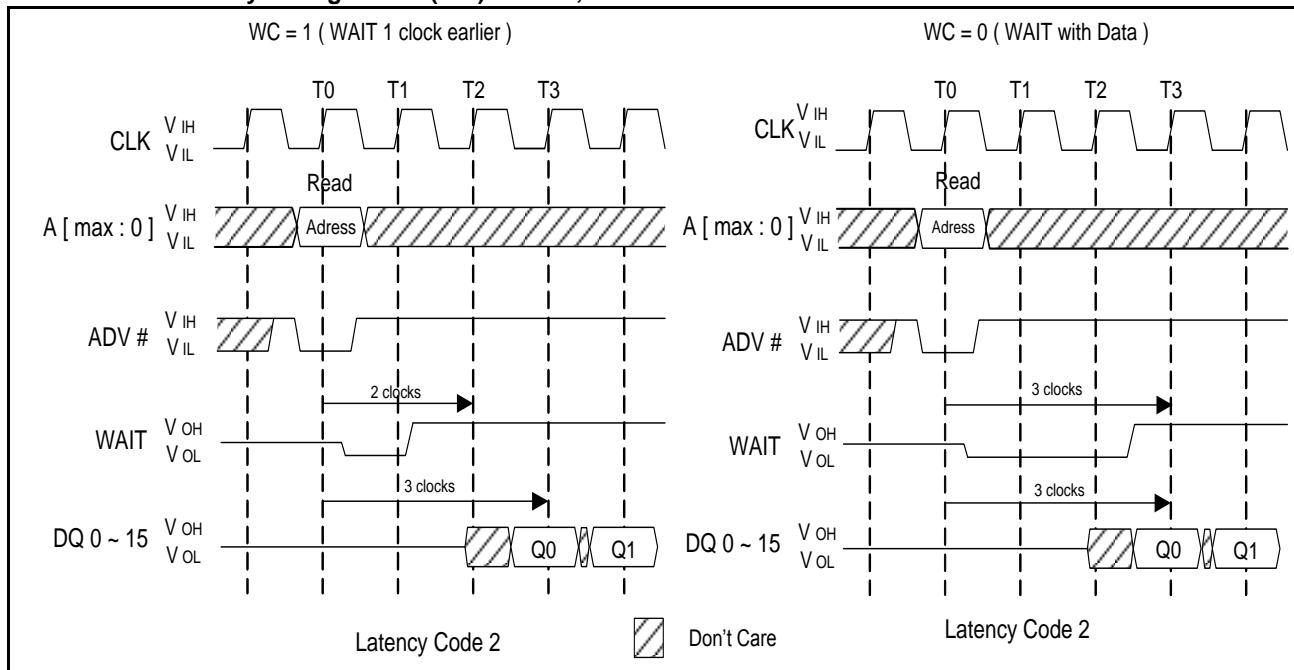 WC = 1 ( WAIT 1 clock earlier )
T0 T1 T2 T3
CLK V IH
V IL
Read
A [ max : 0 ] V IH
V IL
Adress
ADV # V IH
V IL
2 clocks
WAIT V OH
V OL
3 clocks
DQ 0 ~ 15 V OH
V OL
Q0 Q1
Latency Code 2
Don't Care
WC = 0 ( WAIT with Data )
T0 T1 T2 T3
CLK V IH
V IL
Read
A [ max : 0 ] V IH
V IL
Adress
ADV # V IH
V IL
3 clocks
WAIT V OH
V OL
3 clocks
DQ 0 ~ 15 V OH
V OL
Q0 Q1
Latency Code 2